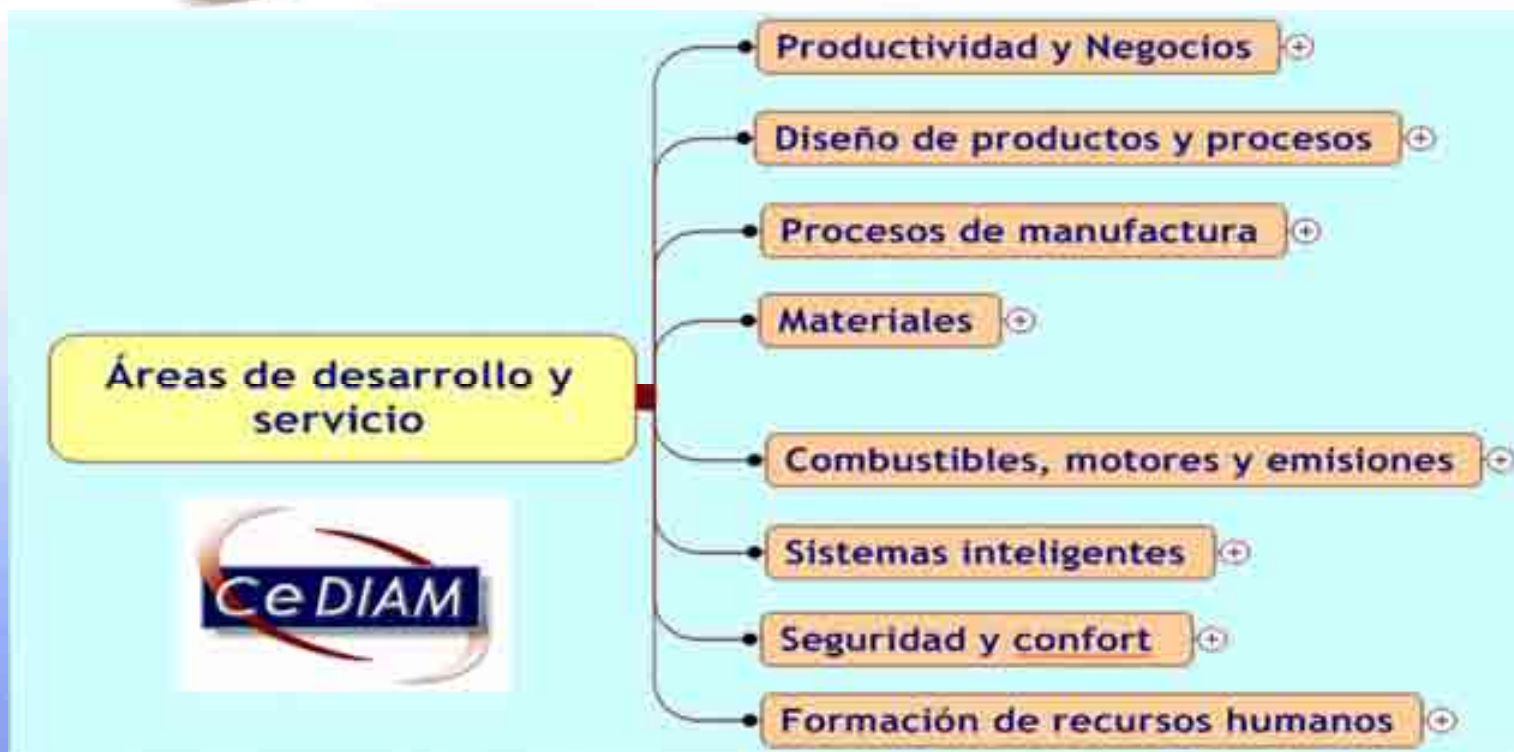 Productividad y Negocios
Diseño de productos y procesos
Procesos de manufactura
Materiales
Áreas de desarrollo y
servicio
Combustibles, motores y emisiones
CeDIAM
Sistemas inteligentes
Seguridad y confort
Formación de recursos humanos